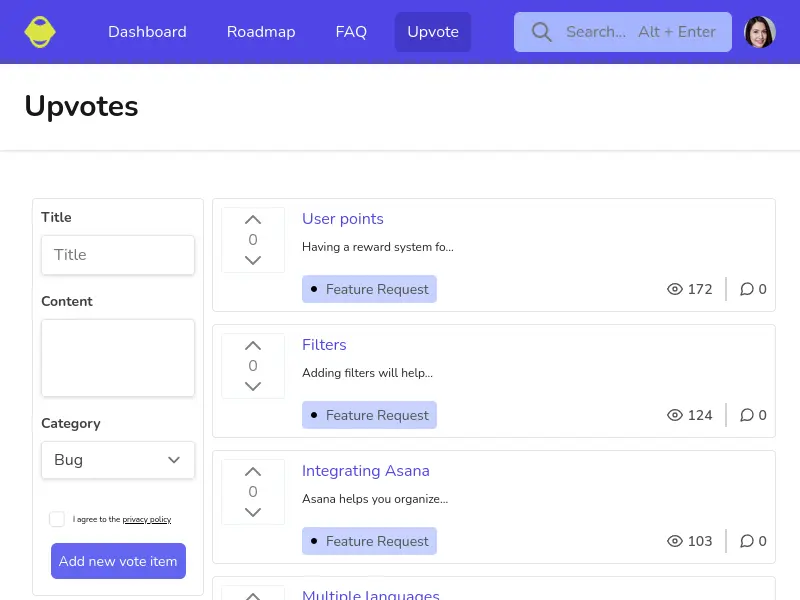 Dashboard Roadmap FAQ Upvote Search... Alt + Enter
Upvotes
Title
Title
Content
Category
Bug
I agree to the privacy policy
Add new vote item
0
User points
Having a reward system fo...
Feature Request
172 0
0
Filters
Adding filters will help...
Feature Request
124 0
0
Integrating Asana
Asana helps you organize...
Feature Request
103 0
Multiple languages